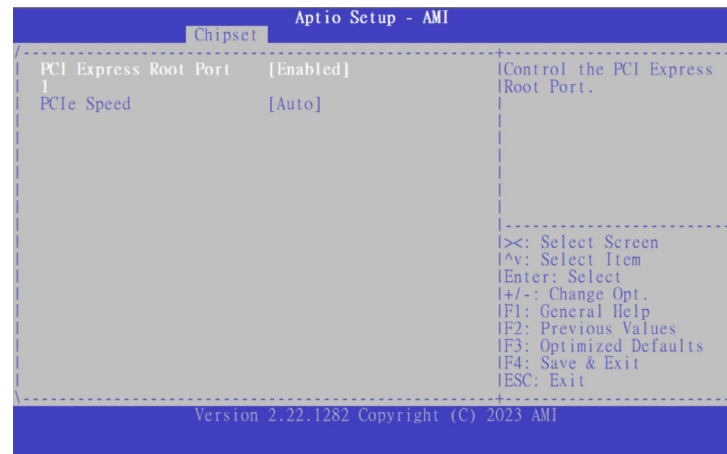 Aptio Setup - AMI
Chipset
PCI Express Root Port [Enabled]
1
PCIe Speed [Auto]
Control the PCI Express
Root Port.
><: Select Screen
^v: Select Item
Enter: Select
+/-: Change Opt.
F1: General Help
F2: Previous Values
F3: Optimized Defaults
F4: Save & Exit
ESC: Exit
Version 2.22.1282 Copyright (C) 2023 AMI